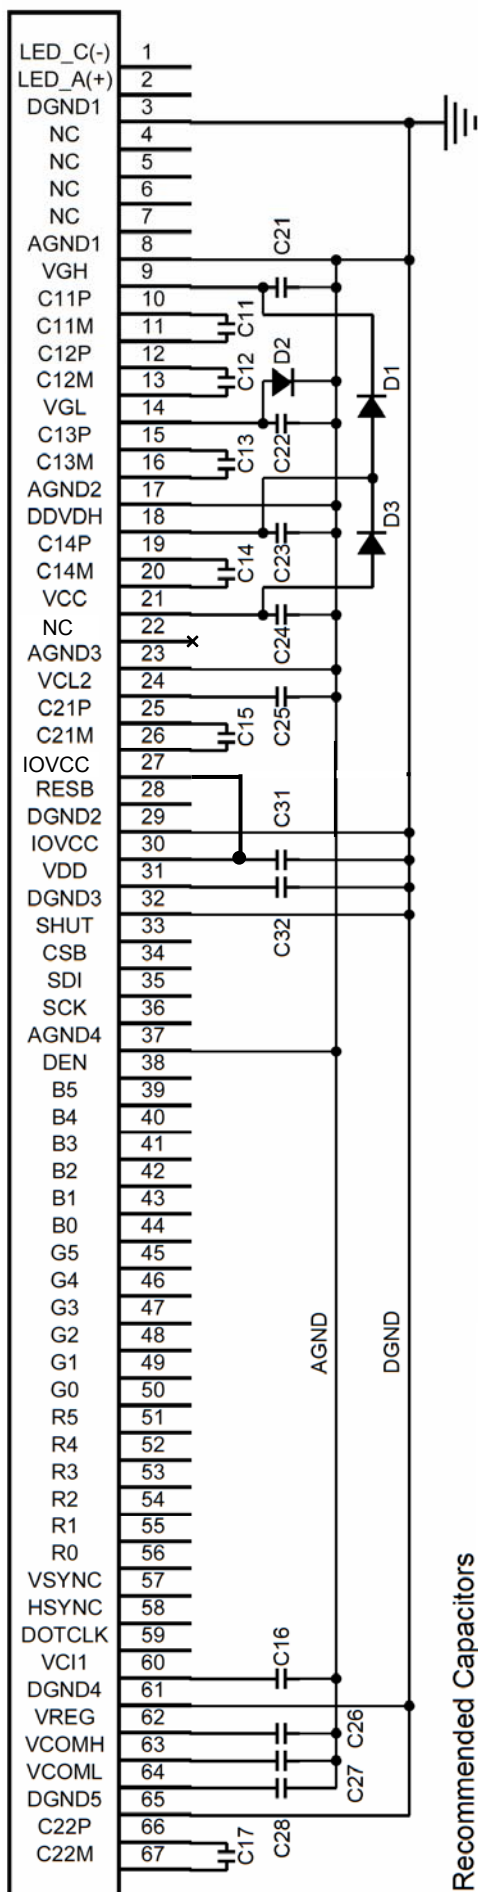 LED_C(-) 1
LED_A(+) 2
DGND1 3
NC 4
NC 5
NC 6
NC 7
AGND1 8
C21
VGH 9
C11P 10
C11M 11
C11
C12P 12
C12M 13
C12
D2
D1
VGL 14
C22
C13P 15
C13M 16
C13
AGND2 17
DDVDH 18
C23
D3
C14P 19
C14M 20
C14
VCC 21
C24
NC 22
AGND3 23
VCL2 24
C25
C21P 25
C21M 26
C15
IOVCC 27
RESB 28
C31
DGND2 29
IOVCC 30
VDD 31
DGND3 32
C32
SHUT 33
CSB 34
SDI 35
SCK 36
AGND4 37
DEN 38
B5 39
B4 40
B3 41
B2 42
B1 43
B0 44
G5 45
G4 46
G3 47
G2 48
G1 49
G0 50
AGND
DGND
R5 51
R4 52
R3 53
R2 54
R1 55
R0 56
VSYNC 57
HSYNC 58
DOTCLK 59
C16
VCI1 60
DGND4 61
VREG 62
C26
VCOMH 63
C27
VCOML 64
C28
DGND5 65
C22P 66
C22M 67
C17
Recommended Capacitors